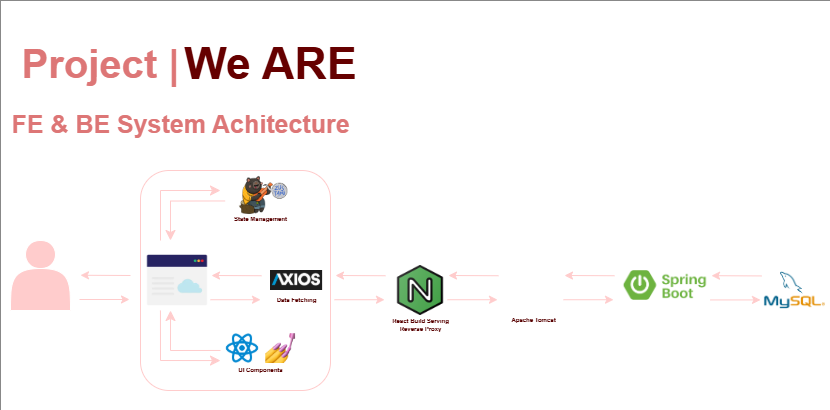 Project | We ARE
FE & BE System Achitecture
State Management
AXIOS
Data Fetching
UI Components
N
React Build Serving
Reverse Proxy
Apache Tomcat
Spring
Boot
MySQL®